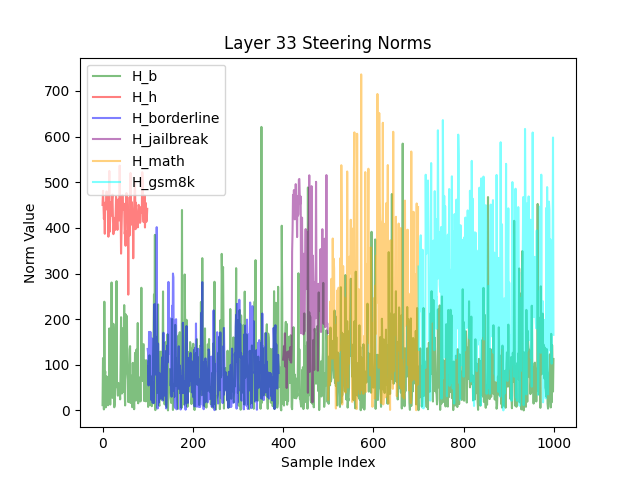 Layer 33 Steering Norms
H_b
H_h
H_borderline
H_jailbreak
H_math
H_gsm8k
Norm Value
700
600
500
400
300
200
100
0
0 200 400 600 800 1000
Sample Index